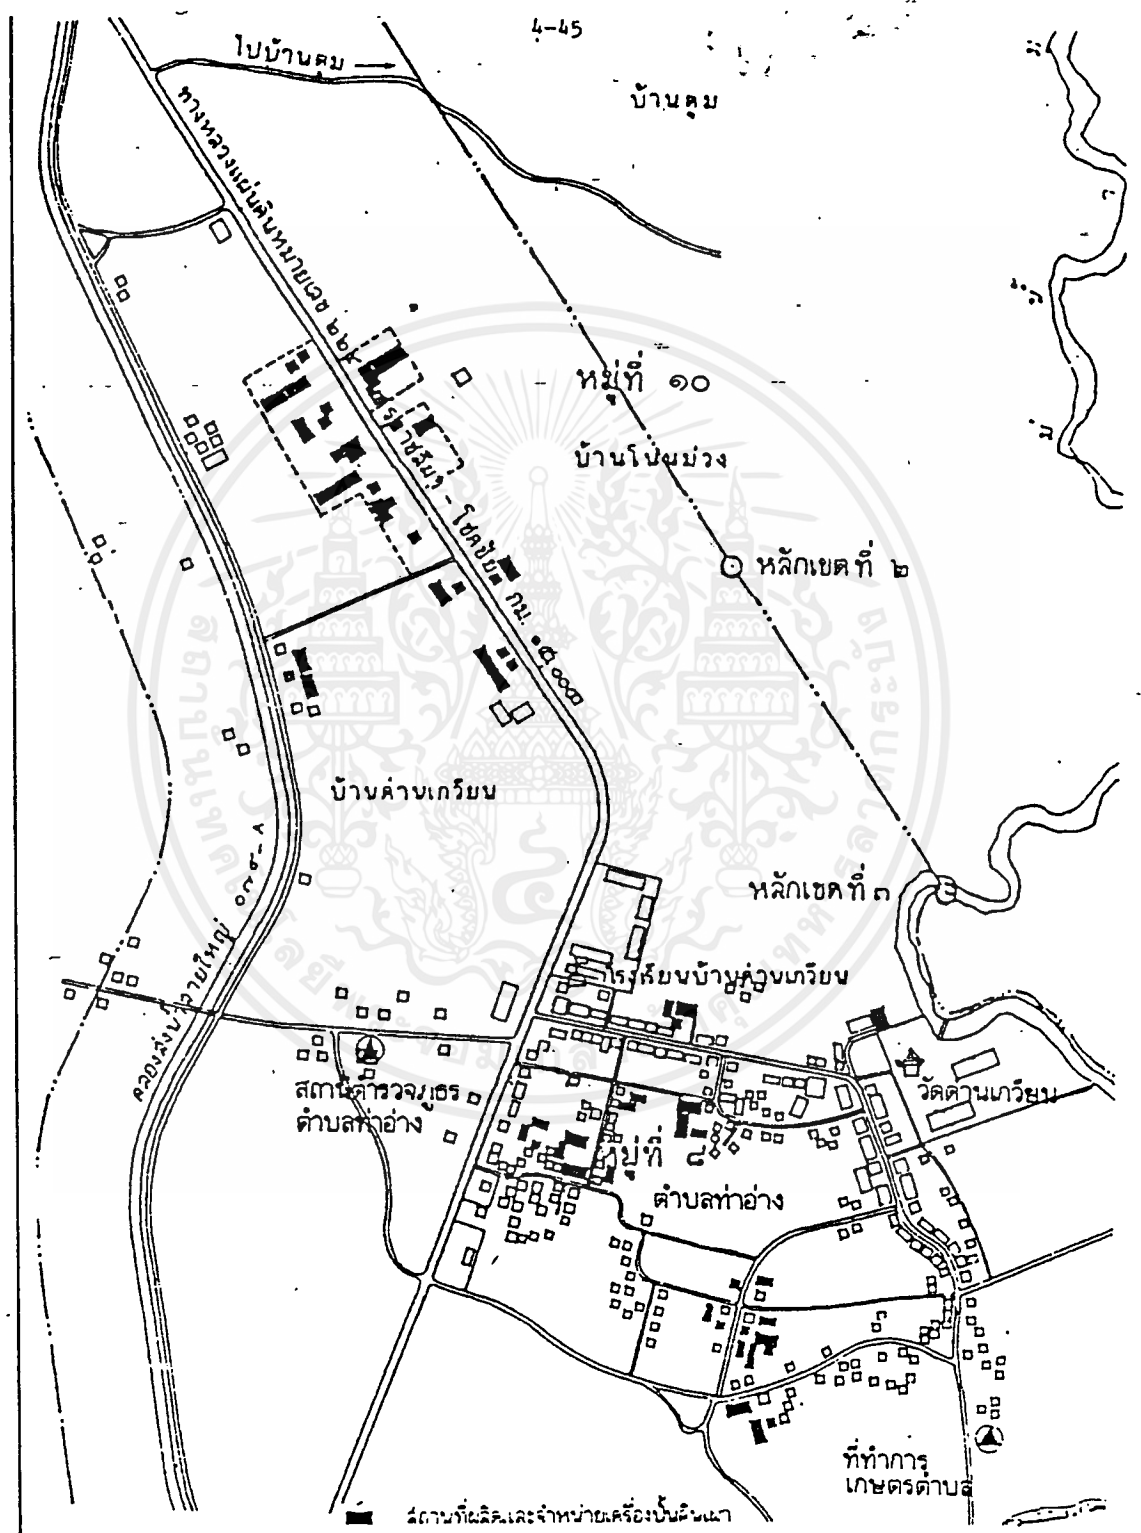 4-45
ไปบ้านตูม
บ้านตูม
ทางหลวงแผ่นดินหมายเลข ๒๒๔
ราชสีมา - โชคชัย กม.
หมู่ที่ ๑๐
บ้านโนนม่วง
หลักเขตที่ ๒
บ้านด่านเกวียน
หลักเขตที่ ๓
โรงเรียนบ้านด่านเกวียน
คลองส่งน้ำสายใหญ่
สถานีตำรวจภูธร
ตำบลท่าอ่าง
วัดด่านเกวียน
หมู่ที่ ๘
ตำบลท่าอ่าง
ที่ทำการ
เกษตรตำบล
สถานที่ผลิตและจำหน่ายเครื่องปั้นดินเผา